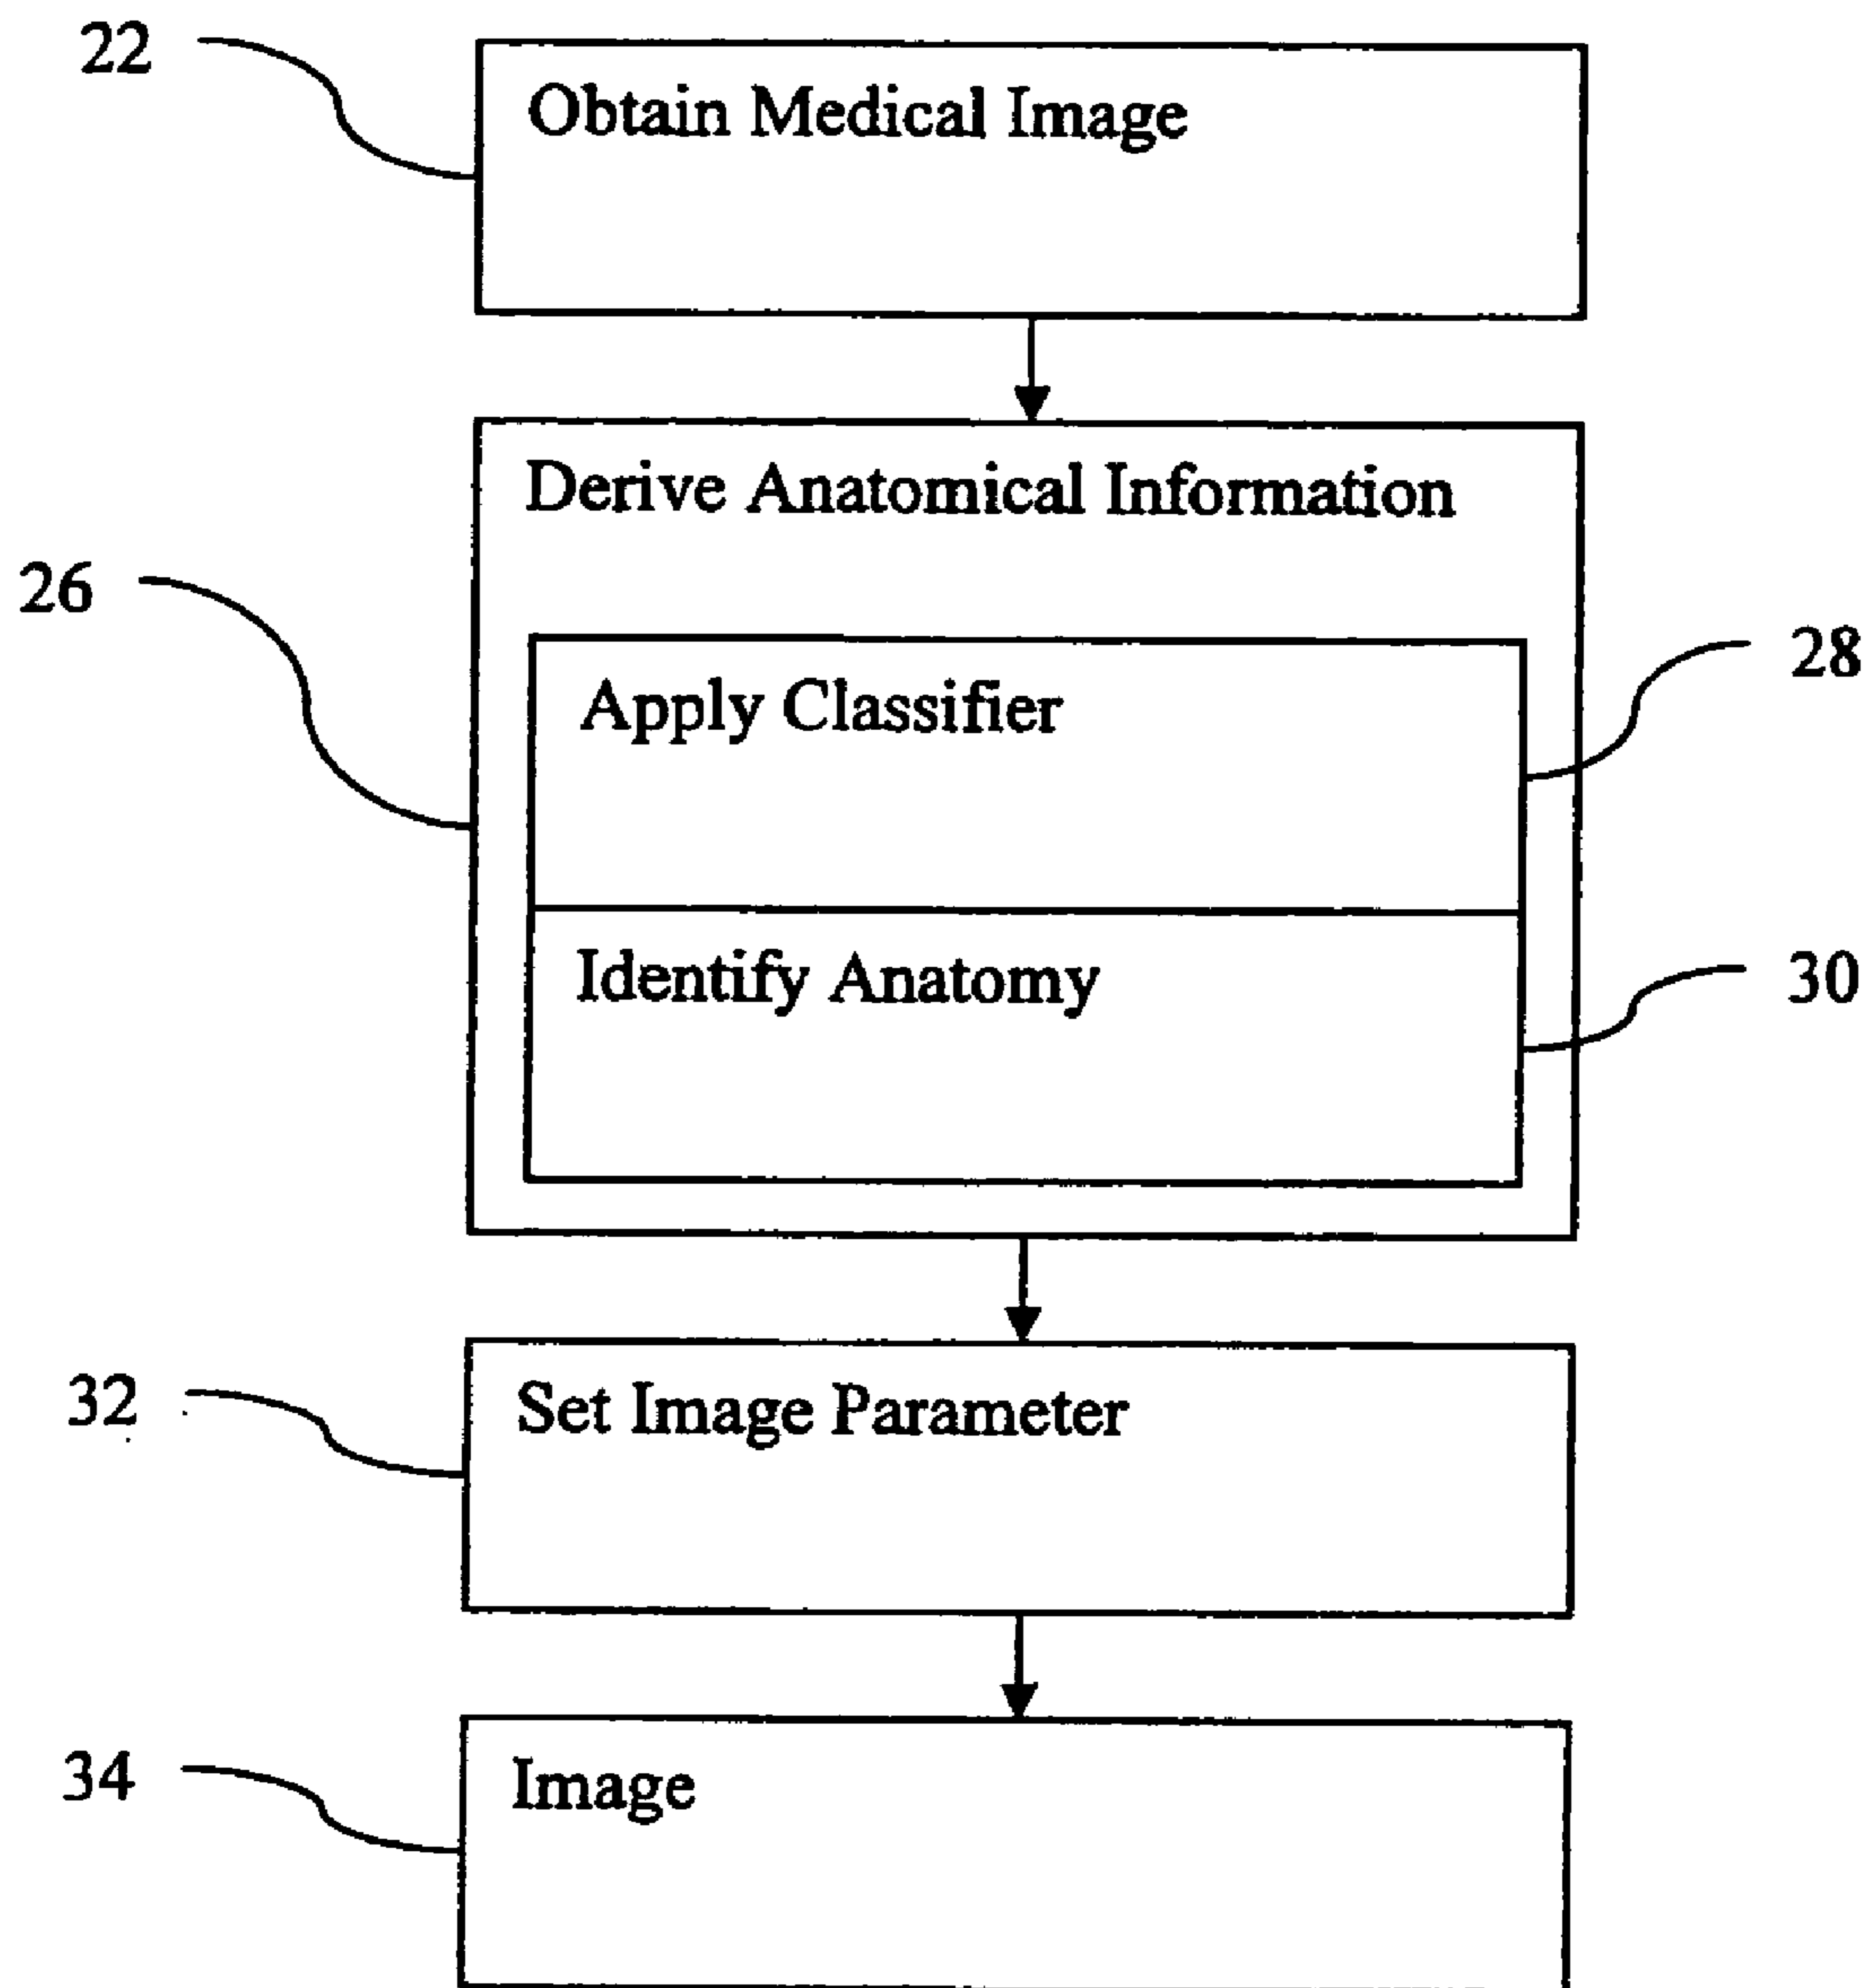 22
Obtain Medical Image
Derive Anatomical Information
26
28
Apply Classifier
Identify Anatomy
30
32
Set Image Parameter
34
Image